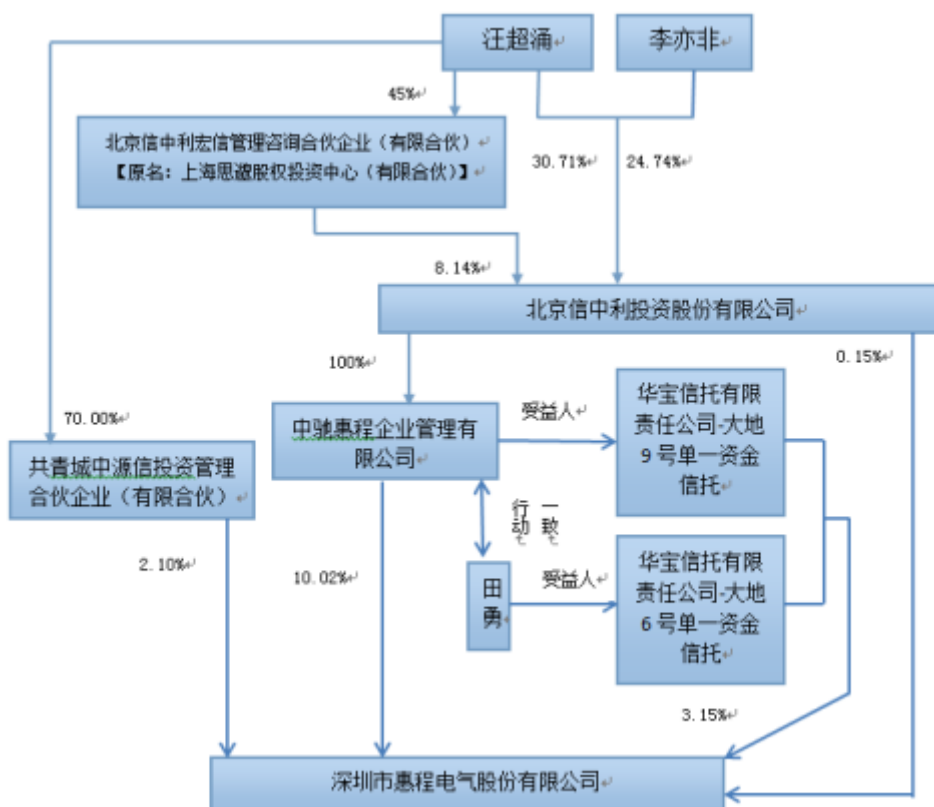 汪超涌
李亦非
45%
北京信中利宏信管理咨询合伙企业（有限合伙）
【原名：上海思邈股权投资中心（有限合伙）】
30.71%
24.74%
8.14%
北京信中利投资股份有限公司
100%
0.15%
70.00%
中驰惠程企业管理有
限公司
受益人
华宝信托有限
责任公司-大地
9号单一资金
信托
共青城中源信投资管理
合伙企业（有限合伙）
一致
行动
2.10%
10.02%
田
勇
受益人
华宝信托有限
责任公司-大地
6号单一资金
信托
3.15%
深圳市惠程电气股份有限公司